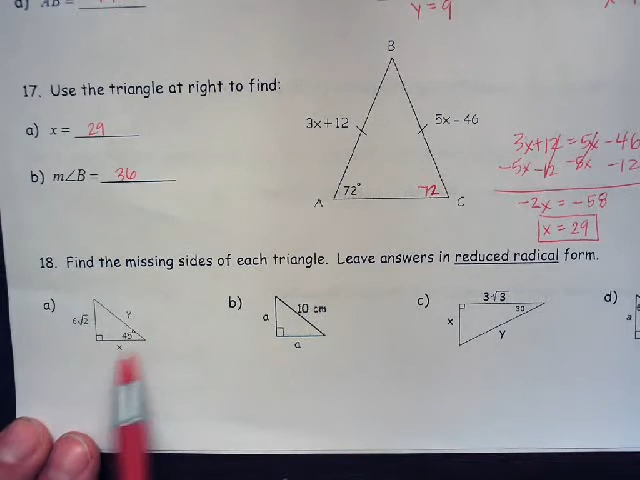 a) AB =
y = 9
17. Use the triangle at right to find:
a) x = 29
b) m∠B = 36
B
3x+12
5x - 46
A
72°
72
C
3x+12 = 5x - 46
-5x -12 -5x -12
-2x = -58
x = 29
18. Find the missing sides of each triangle. Leave answers in reduced radical form.
a)
6√2
y
45°
x
b)
a
10 cm
a
c)
3√3
30
x
y
d)
a